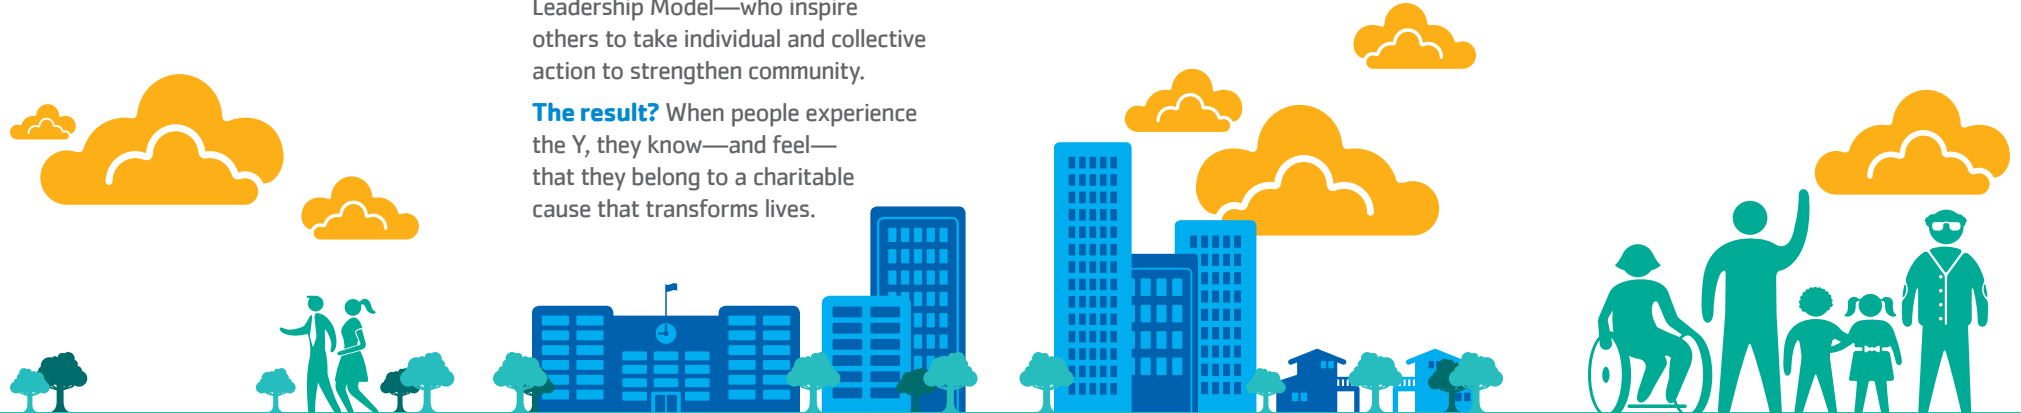 Leadership Model—who inspire
others to take individual and collective
action to strengthen community.
The result? When people experience
the Y, they know—and feel—
that they belong to a charitable
cause that transforms lives.